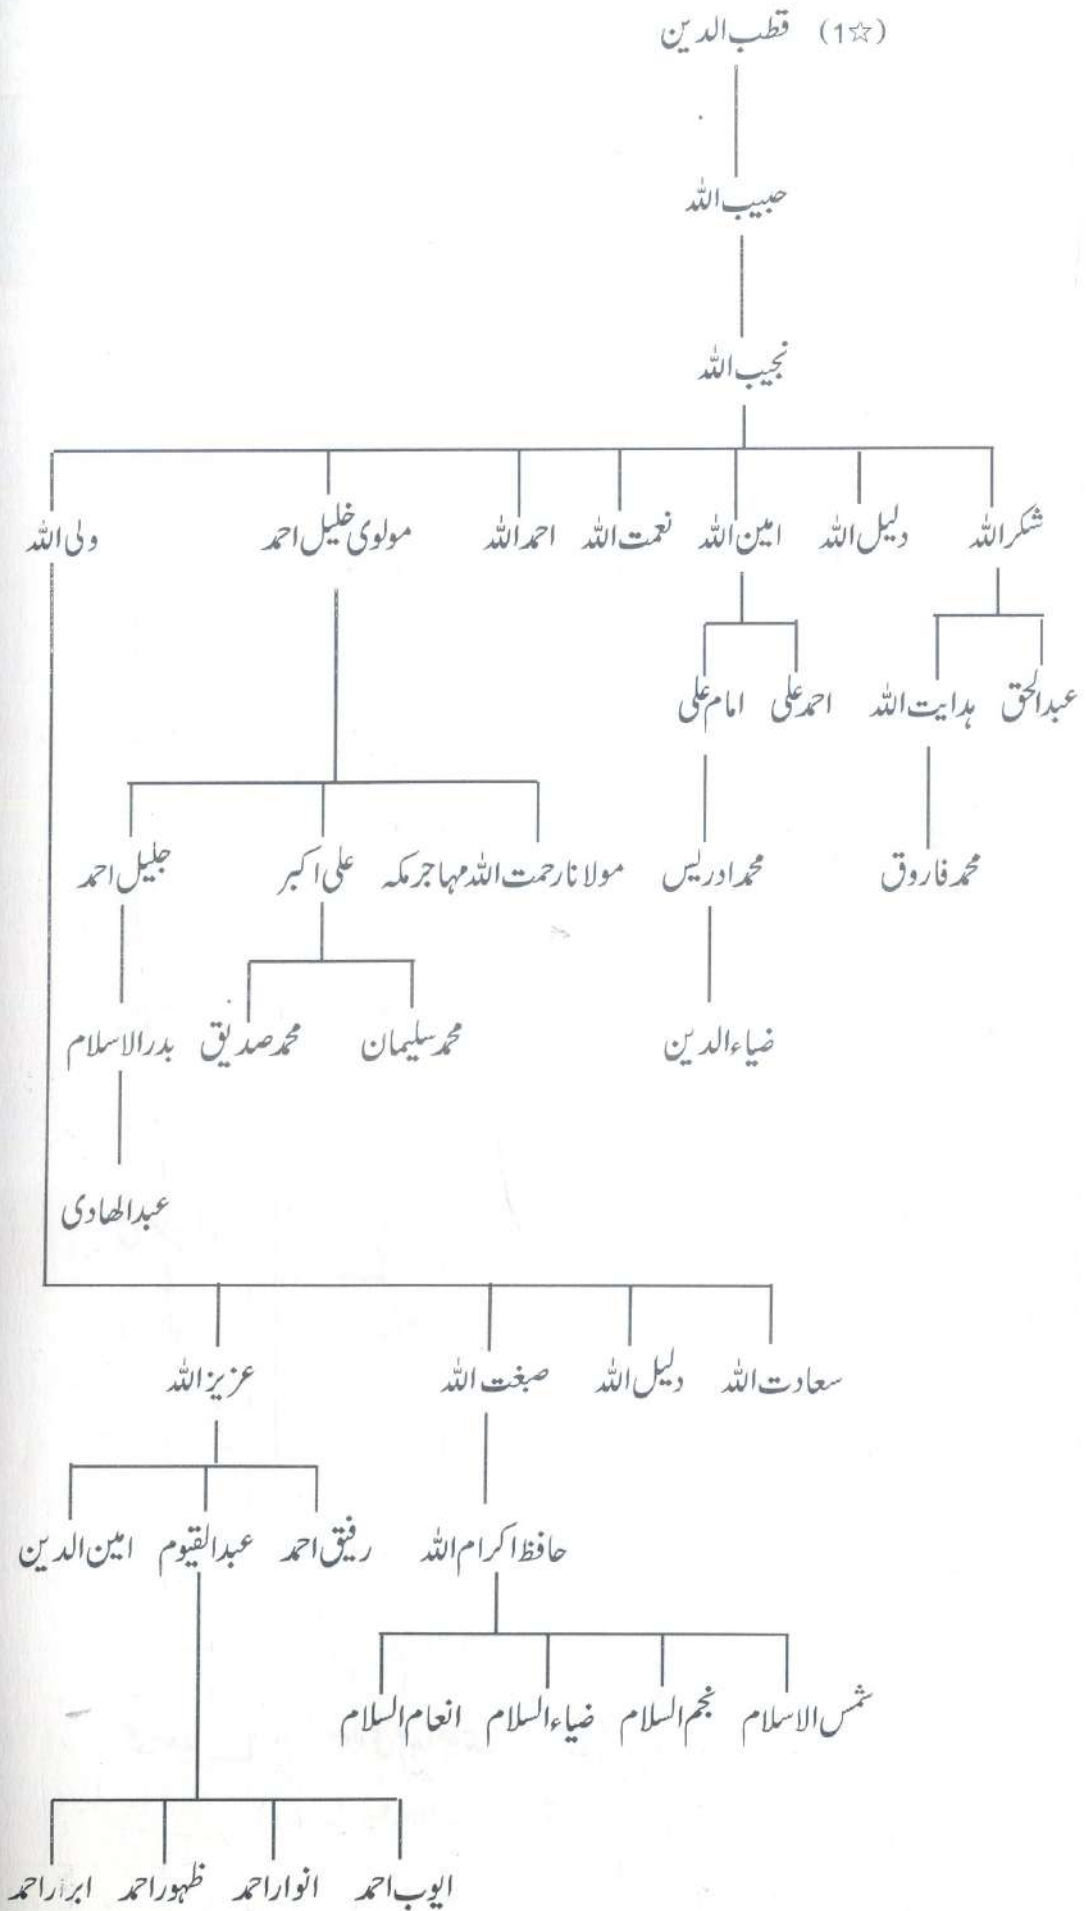 (☆1) قطب الدین
حبیب اللہ
نجیب اللہ
شکر اللہ دلیل اللہ امین اللہ نعمت اللہ احمد اللہ مولوی خلیل احمد ولی اللہ
عبدالحق ہدایت اللہ احمد علی امام علی
محمد فاروق محمد ادریس مولانا رحمت اللہ مہاجر مکہ علی اکبر جلیل احمد
ضیاء الدین محمد سلیمان محمد صدیق بدر الاسلام
عبدالھادی
سعادت اللہ دلیل اللہ صبغت اللہ عزیز اللہ
حافظ اکرام اللہ رفیق احمد عبدالقیوم امین الدین
شمس الاسلام نجم السلام ضیاء السلام انعام السلام
ایوب احمد انوار احمد ظہور احمد ابرار احمد